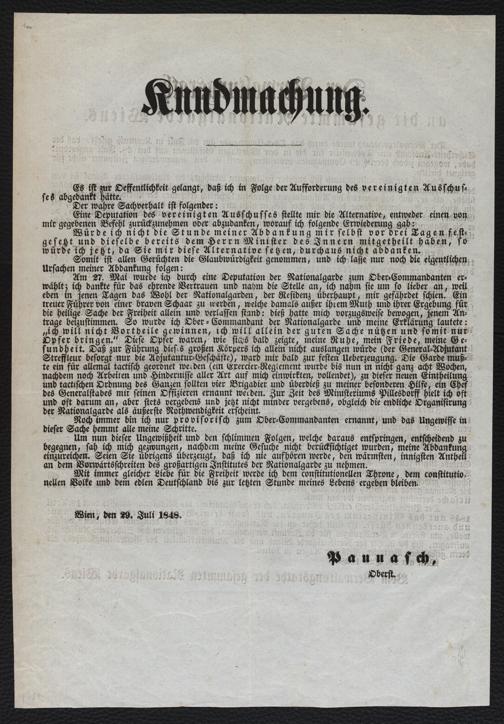 Kundmachung.
Es ist zur Oeffentlichkeit gelangt, daß ich in Folge der Aufforderung des vereinigten Ausschus-
ses abgedankt hätte.
Der wahre Sachverhalt ist folgender:
Eine Deputation des vereinigten Ausschusses stellte mir die Alternative, entweder einen von
mir gegebenen Befehl zurückzunehmen oder abzudanken, worauf ich folgende Erwiederung gab:
Würde ich nicht die Stunde meiner Abdankung mir selbst vor drei Tagen fest-
gesetzt und dieselbe bereits dem Herrn Minister des Innern mitgetheilt haben, so
würde ich jetzt, da Sie mir diese Alternative setzen, durchaus nicht abdanken.
Somit ist allen Gerüchten die Glaubwürdigkeit genommen, und ich lasse nur noch die eigentlichen
Ursachen meiner Abdankung folgen:
Am 27. Mai wurde ich durch eine Deputation der Nationalgarde zum Ober-Commandanten er-
wählt; ich dankte für das ehrende Vertrauen und nahm die Stelle an, ich nahm sie um so lieber an, weil
eben in jenen Tagen das Wohl der Nationalgarden, der Residenz überhaupt, mir gefährdet schien. Ein
treuer Führer von einer braven Schaar zu werden, welche damals außer ihrem Muth und ihrer Ergebung für
die heilige Sache der Freiheit allein und verlassen stand: dieß hatte mich vorzugsweise bewogen, jenem An-
trage beizustimmen. So wurde ich Ober-Commandant der Nationalgarde und meine Erklärung lautete:
„Ich will nicht Vortheile gewinnen, ich will allein der guten Sache nützen und somit nur
Opfer bringen.“ Diese Opfer waren, wie sich's bald zeigte, meine Ruhe, mein Friede, meine Ge-
sundheit. Daß zur Führung dieses großen Körpers ich allein nicht auslangen würde (der General-Adjutant
Streffleur besorgt nur die Adjutantur-Geschäfte), ward mir bald zur festen Ueberzeugung. Die Garde muß-
te ein für allemal tactisch geordnet werden (ein Exercier-Reglement wurde bis nun in nicht ganz acht Wochen,
nachdem noch Arbeiten und Hindernisse aller Art auf mich einwirkten, vollendet), zu dieser neuen Eintheilung
und tactischen Ordnung des Ganzen sollten vier Brigadier und überdieß zu meiner besonderen Hilfe, ein Chef
des Generalstabes mit seinen Offizieren ernannt werden. Zur Zeit des Ministeriums Pillesdorff hielt ich oft
und oft darum an, aber stets vergebens und jetzt nicht minder vergebens, obgleich die endliche Organisirung
der Nationalgarde als äußerste Nothwendigkeit erscheint.
Noch immer bin ich nur provisorisch zum Ober-Commandanten ernannt, und das Ungewisse in
dieser Sache hemmt alle meine Schritte.
Um nun dieser Ungewißheit und den schlimmen Folgen, welche daraus entspringen, entscheidend zu
begegnen, sah ich mich gezwungen, nachdem meine Gesuche nicht berücksichtiget wurden, meine Abdankung
einzureichen. Seien Sie übrigens überzeugt, daß ich nie aufhören werde, den wärmsten, innigsten Antheil
an dem Vorwärtsschreiten des großartigen Institutes der Nationalgarde zu nehmen.
Mit immer gleicher Liebe für die Freiheit werde ich dem constitutionellen Throne, dem constitutio-
nellen Volke und dem edlen Deutschland bis zur letzten Stunde meines Lebens ergeben bleiben.
Wien, den 29. Juli 1848.
Pannasch,
Oberst.